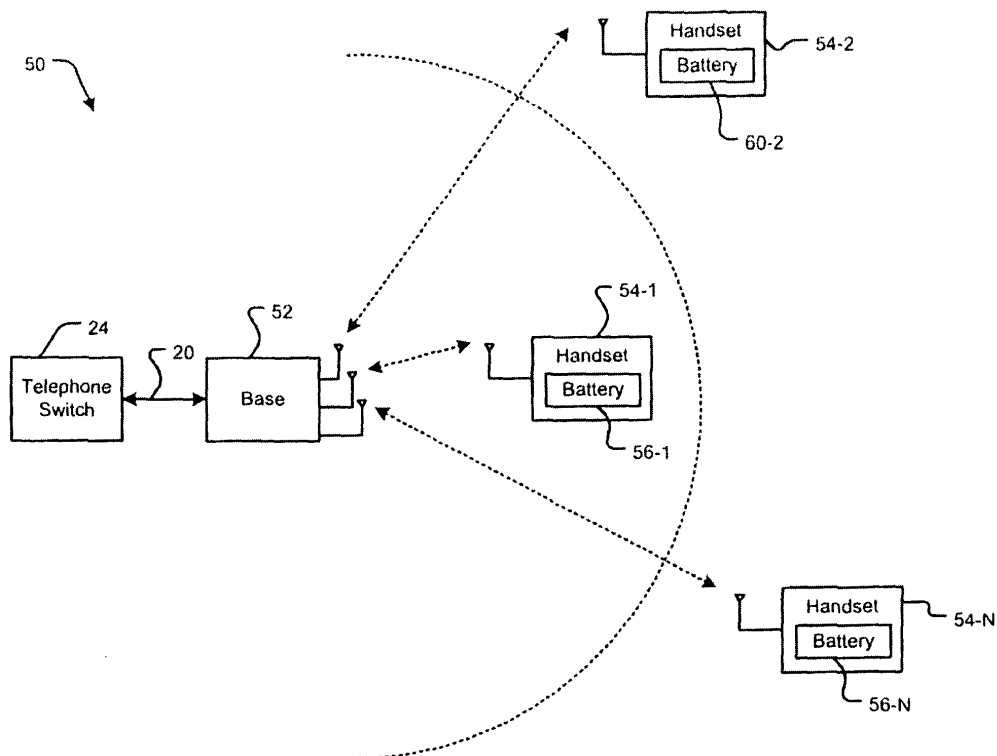 50
Handset
Battery
54-2
60-2
54-1
Handset
Battery
56-1
24
20
52
Telephone
Switch
Base
Handset
Battery
54-N
56-N